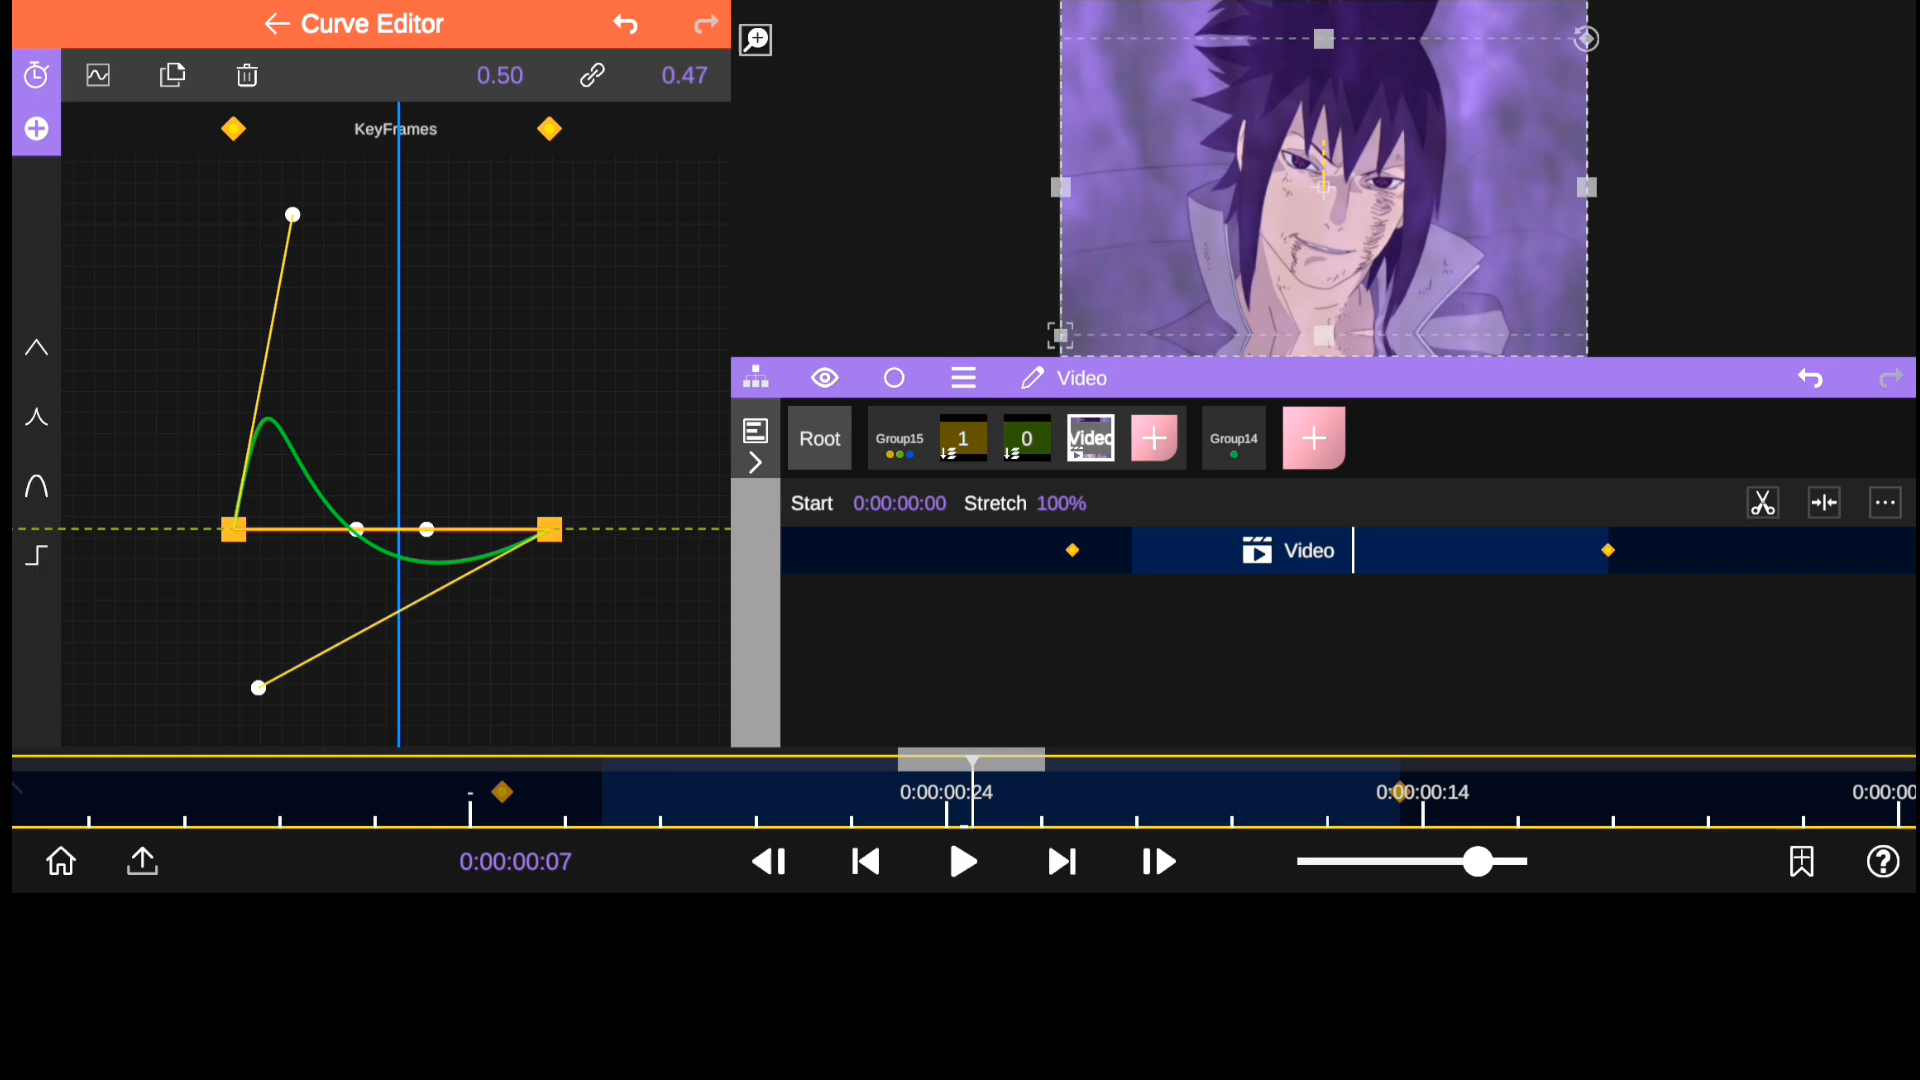 Curve Editor
0.50 0.47
KeyFrames
Video
Root Group15 1 0 Video Group14
Start 0:00:00:00 Stretch 100%
Video
- 0:00:00:24 0:00:00:14 0:00:00
0:00:00:07